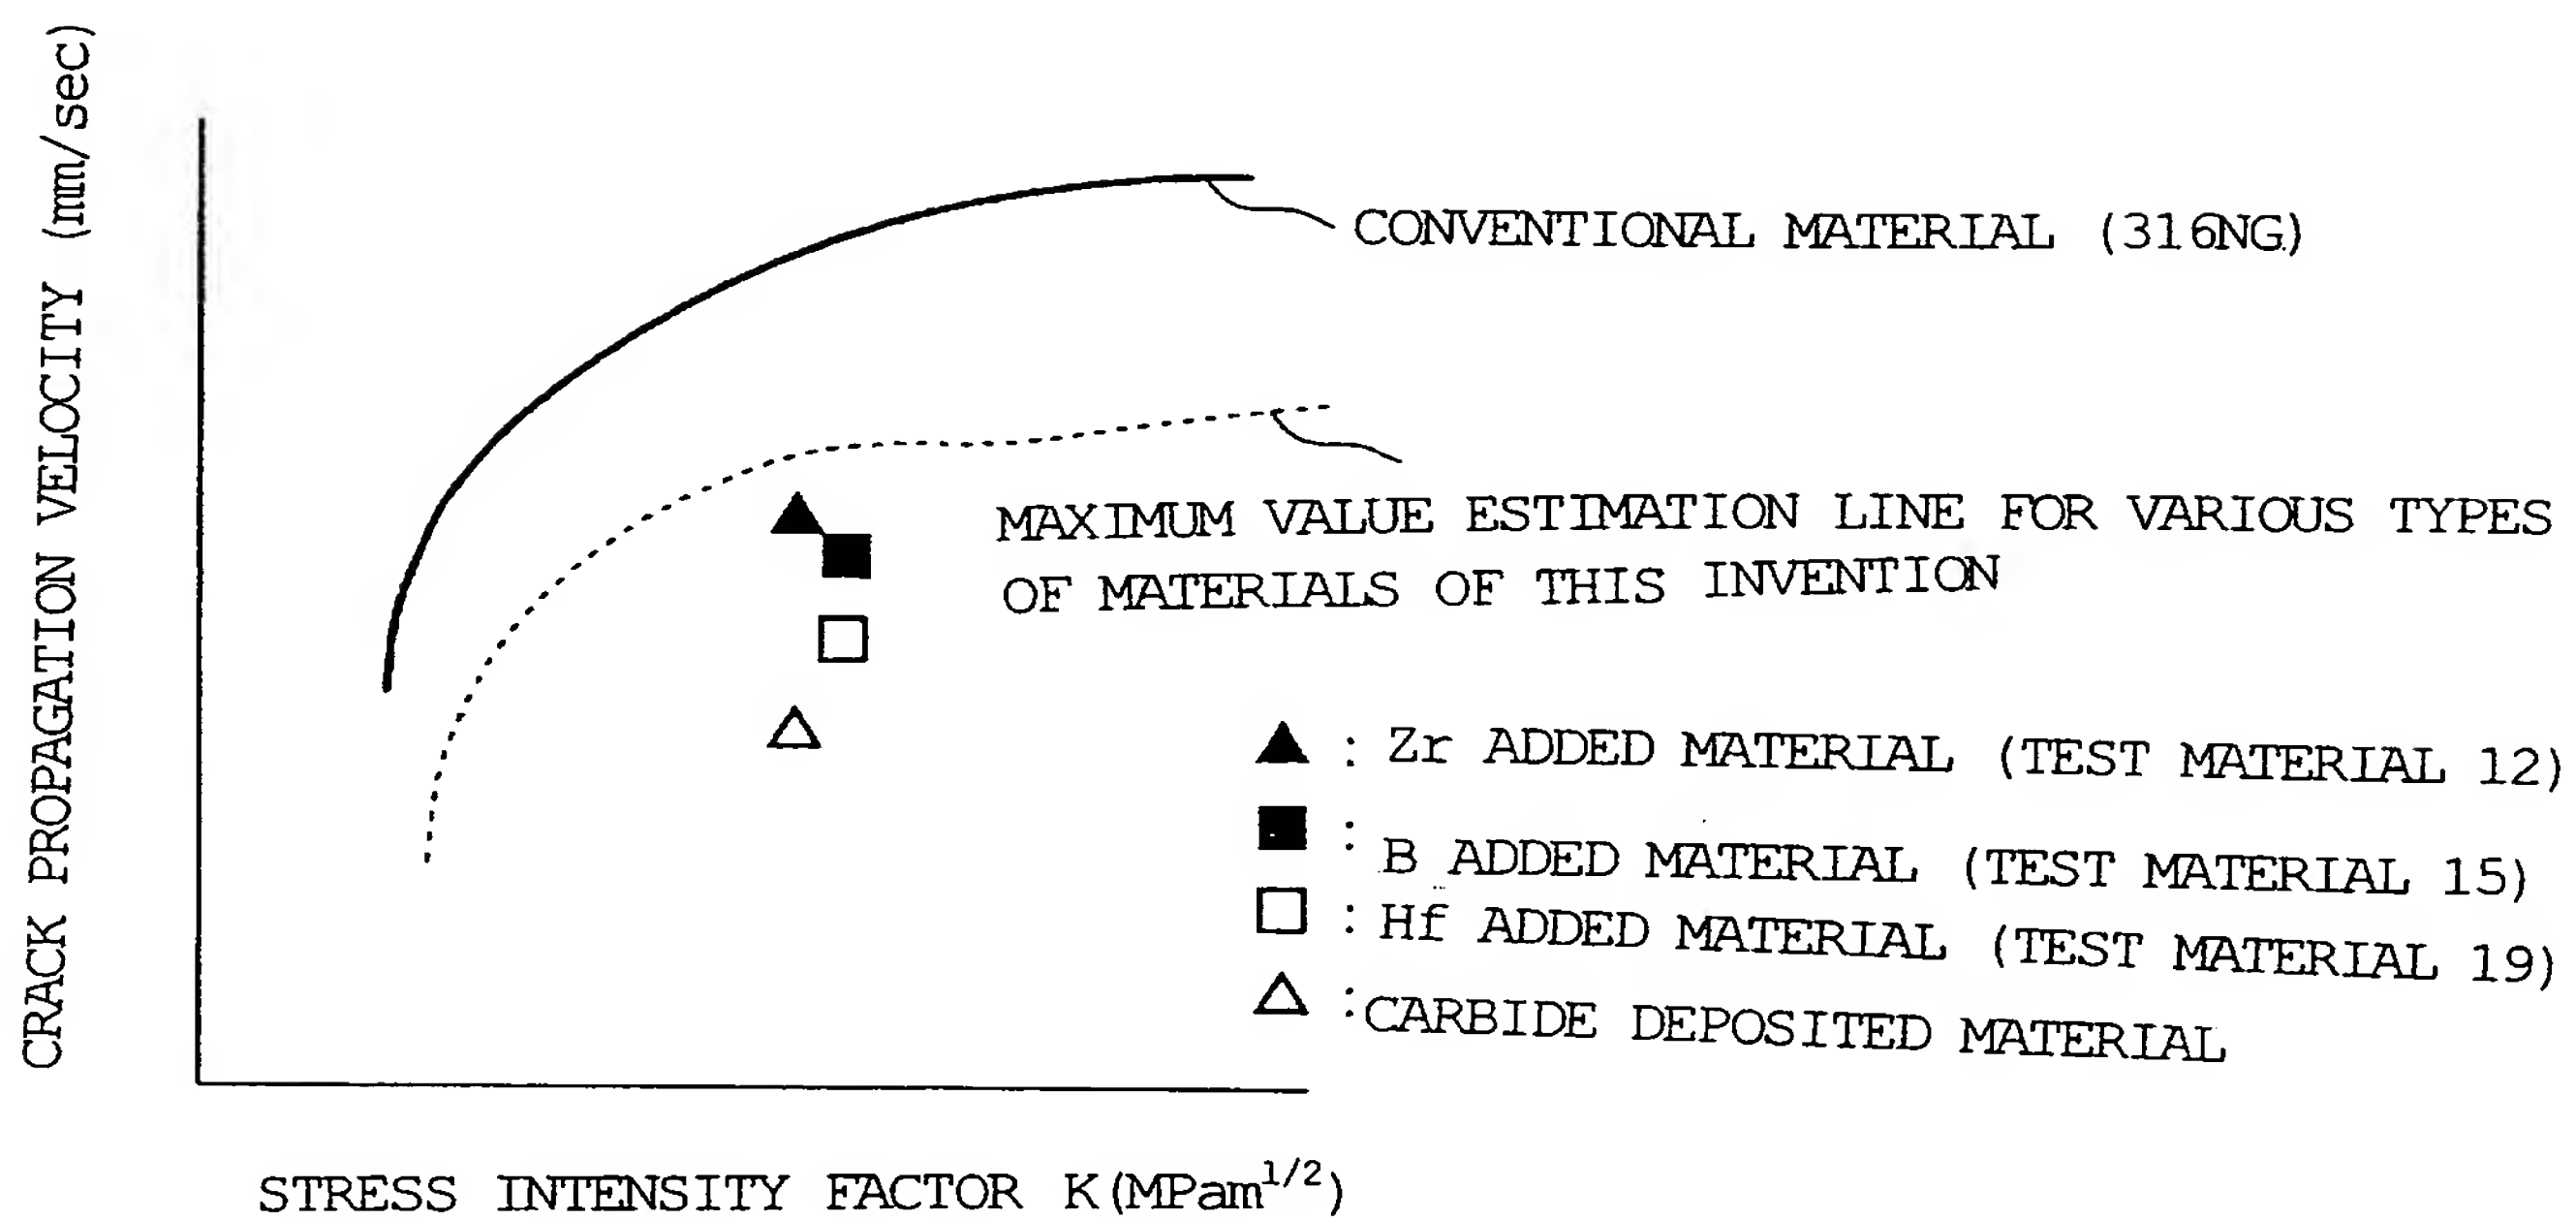 CRACK PROPAGATION VELOCITY (mm/sec)
CONVENTIONAL MATERIAL (316NG)
MAXIMUM VALUE ESTIMATION LINE FOR VARIOUS TYPES
OF MATERIALS OF THIS INVENTION
▲ : Zr ADDED MATERIAL (TEST MATERIAL 12)
■ : B ADDED MATERIAL (TEST MATERIAL 15)
□ : Hf ADDED MATERIAL (TEST MATERIAL 19)
△ : CARBIDE DEPOSITED MATERIAL
STRESS INTENSITY FACTOR K(MPam^1/2)